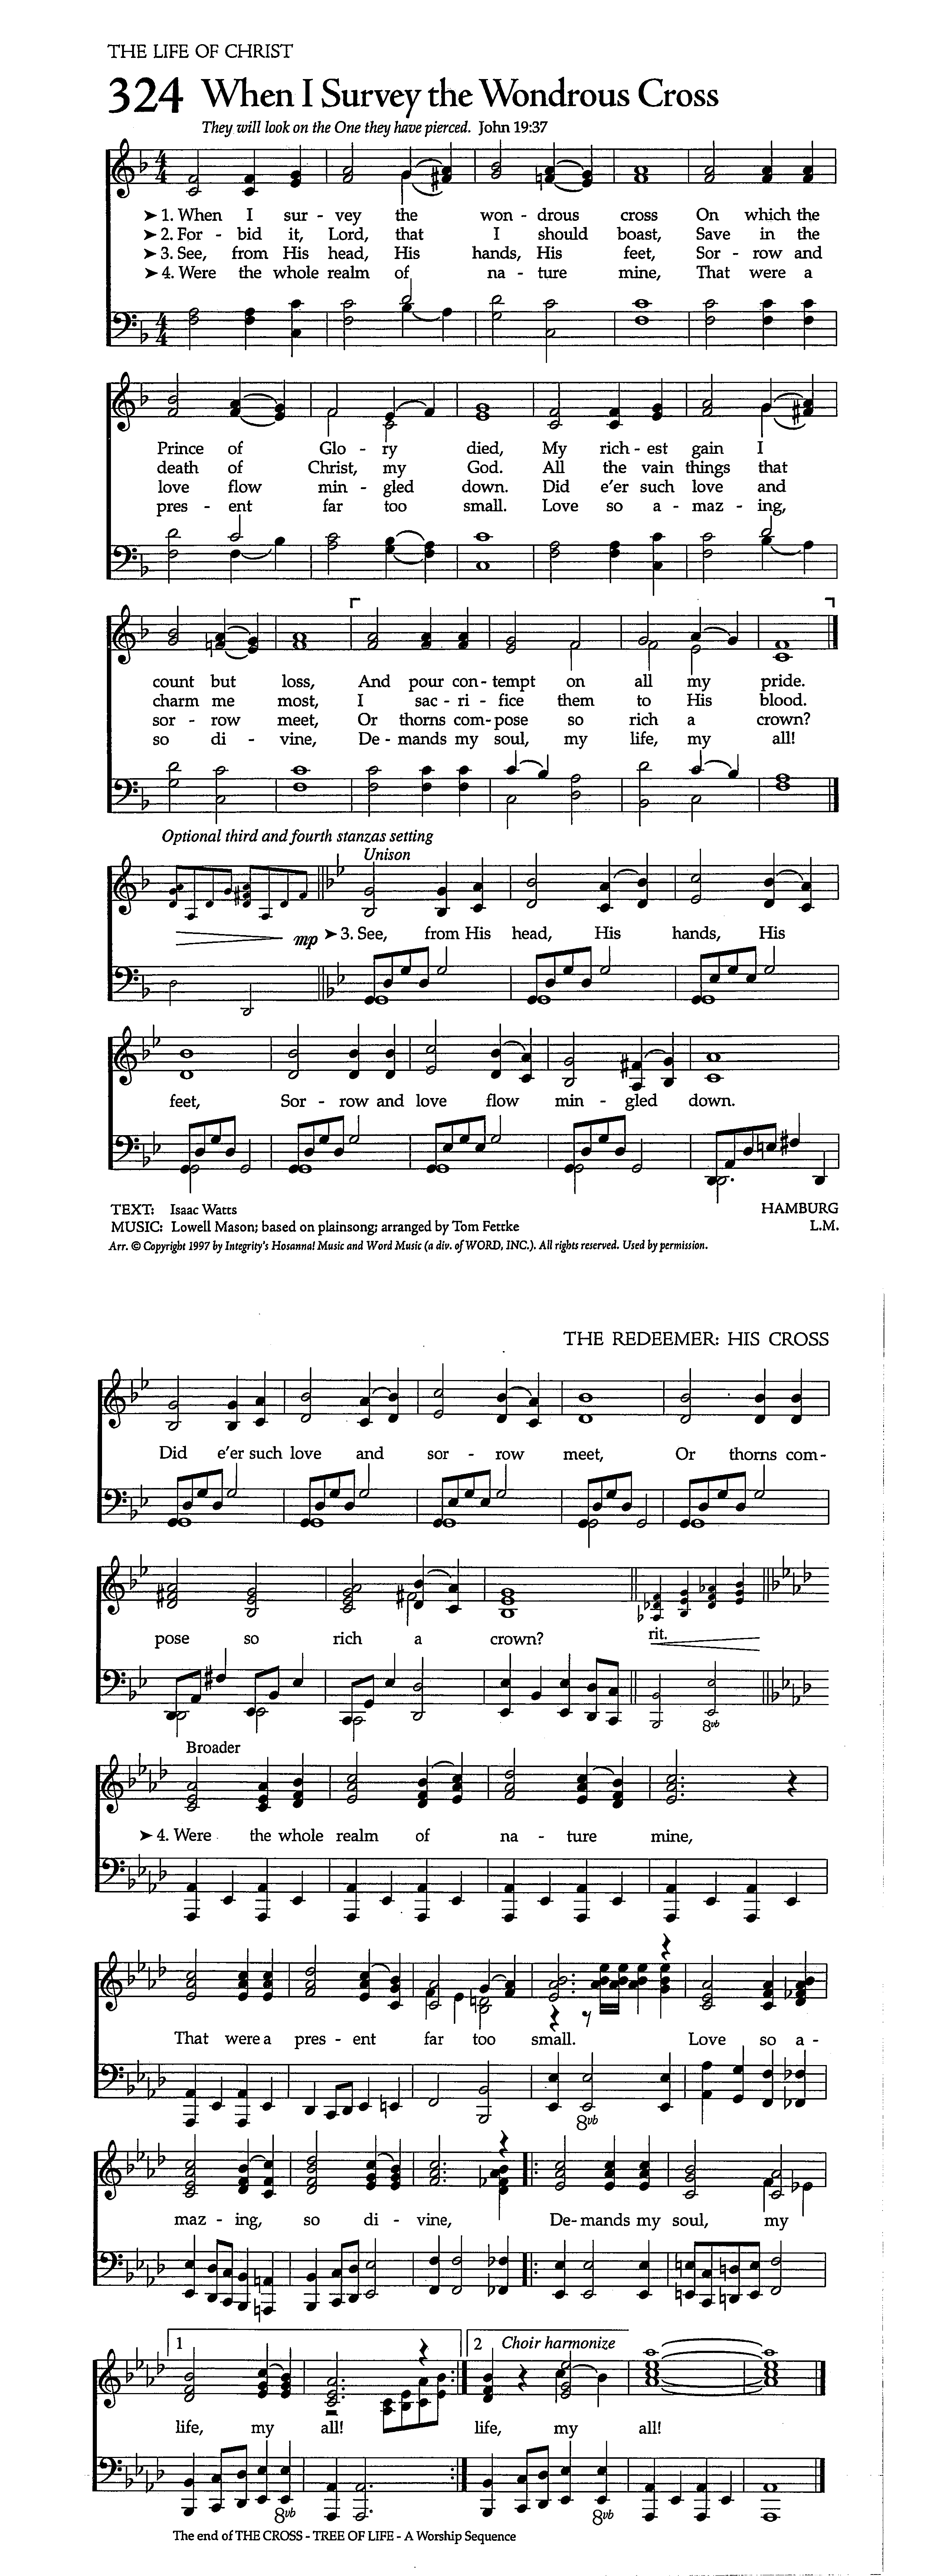 THE LIFE OF CHRIST
324 When I Survey the Wondrous Cross
They will look on the One they have pierced. John 19:37
➤ 1. When I sur - vey the won - drous cross On which the
➤ 2. For - bid it, Lord, that I should boast, Save in the
➤ 3. See, from His head, His hands, His feet, Sor - row and
➤ 4. Were the whole realm of na - ture mine, That were a
Prince of Glo - ry died, My rich - est gain I
death of Christ, my God. All the vain things that
love flow min - gled down. Did e'er such love and
pres - ent far too small. Love so a - maz - ing,
count but loss, And pour con - tempt on all my pride.
charm me most, I sac - ri - fice them to His blood.
sor - row meet, Or thorns com - pose so rich a crown?
so di - vine, De - mands my soul, my life, my all!
Optional third and fourth stanzas setting
Unison
mp ➤ 3. See, from His head, His hands, His
feet, Sor - row and love flow min - gled down.
TEXT: Isaac Watts HAMBURG
MUSIC: Lowell Mason; based on plainsong; arranged by Tom Fettke L.M.
Arr. © Copyright 1997 by Integrity's Hosanna! Music and Word Music (a div. of WORD, INC.). All rights reserved. Used by permission.
THE REDEEMER: HIS CROSS
Did e'er such love and sor - row meet, Or thorns com -
pose so rich a crown? rit.
8vb
Broader
➤ 4. Were the whole realm of na - ture mine,
That were a pres - ent far too small. Love so a -
8vb
maz - ing, so di - vine, De - mands my soul, my
1 2 Choir harmonize
life, my all! life, my all!
8vb 8vb
The end of THE CROSS - TREE OF LIFE - A Worship Sequence